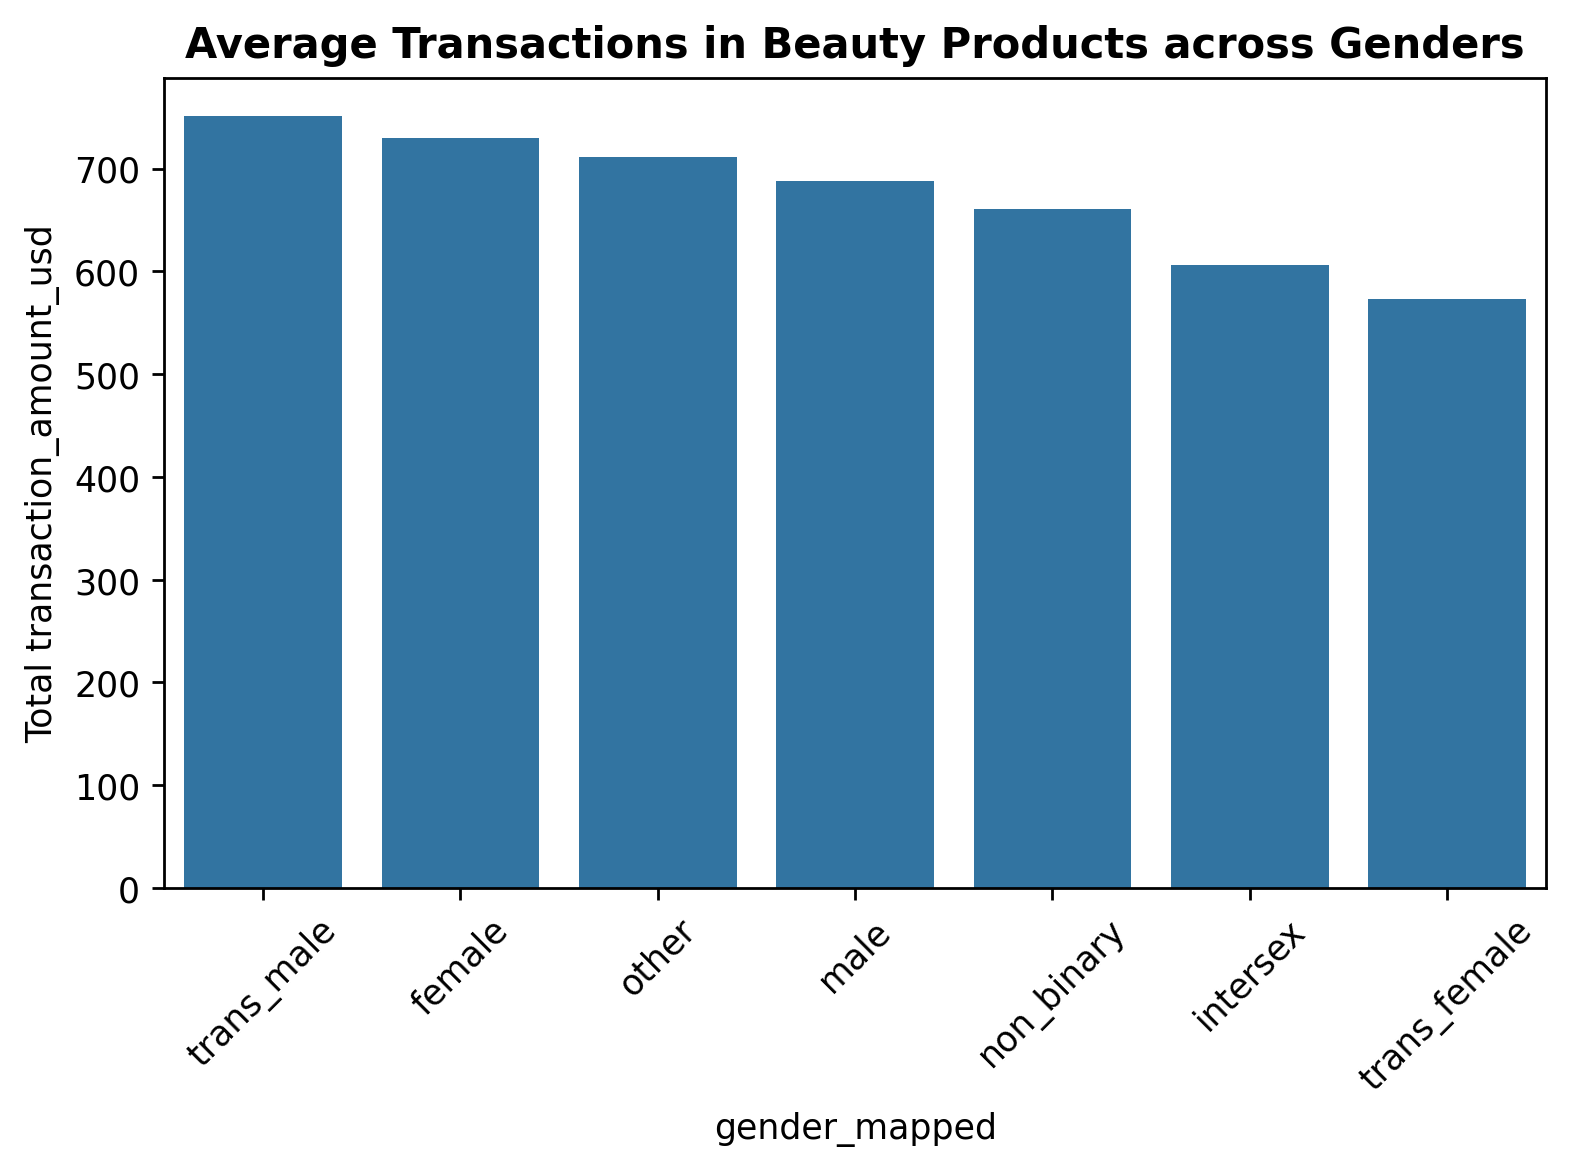 Average Transactions in Beauty Products across Genders
Total transaction_amount_usd
700
600
500
400
300
200
100
0
trans_male
female
other
male
non_binary
intersex
trans_female
gender_mapped